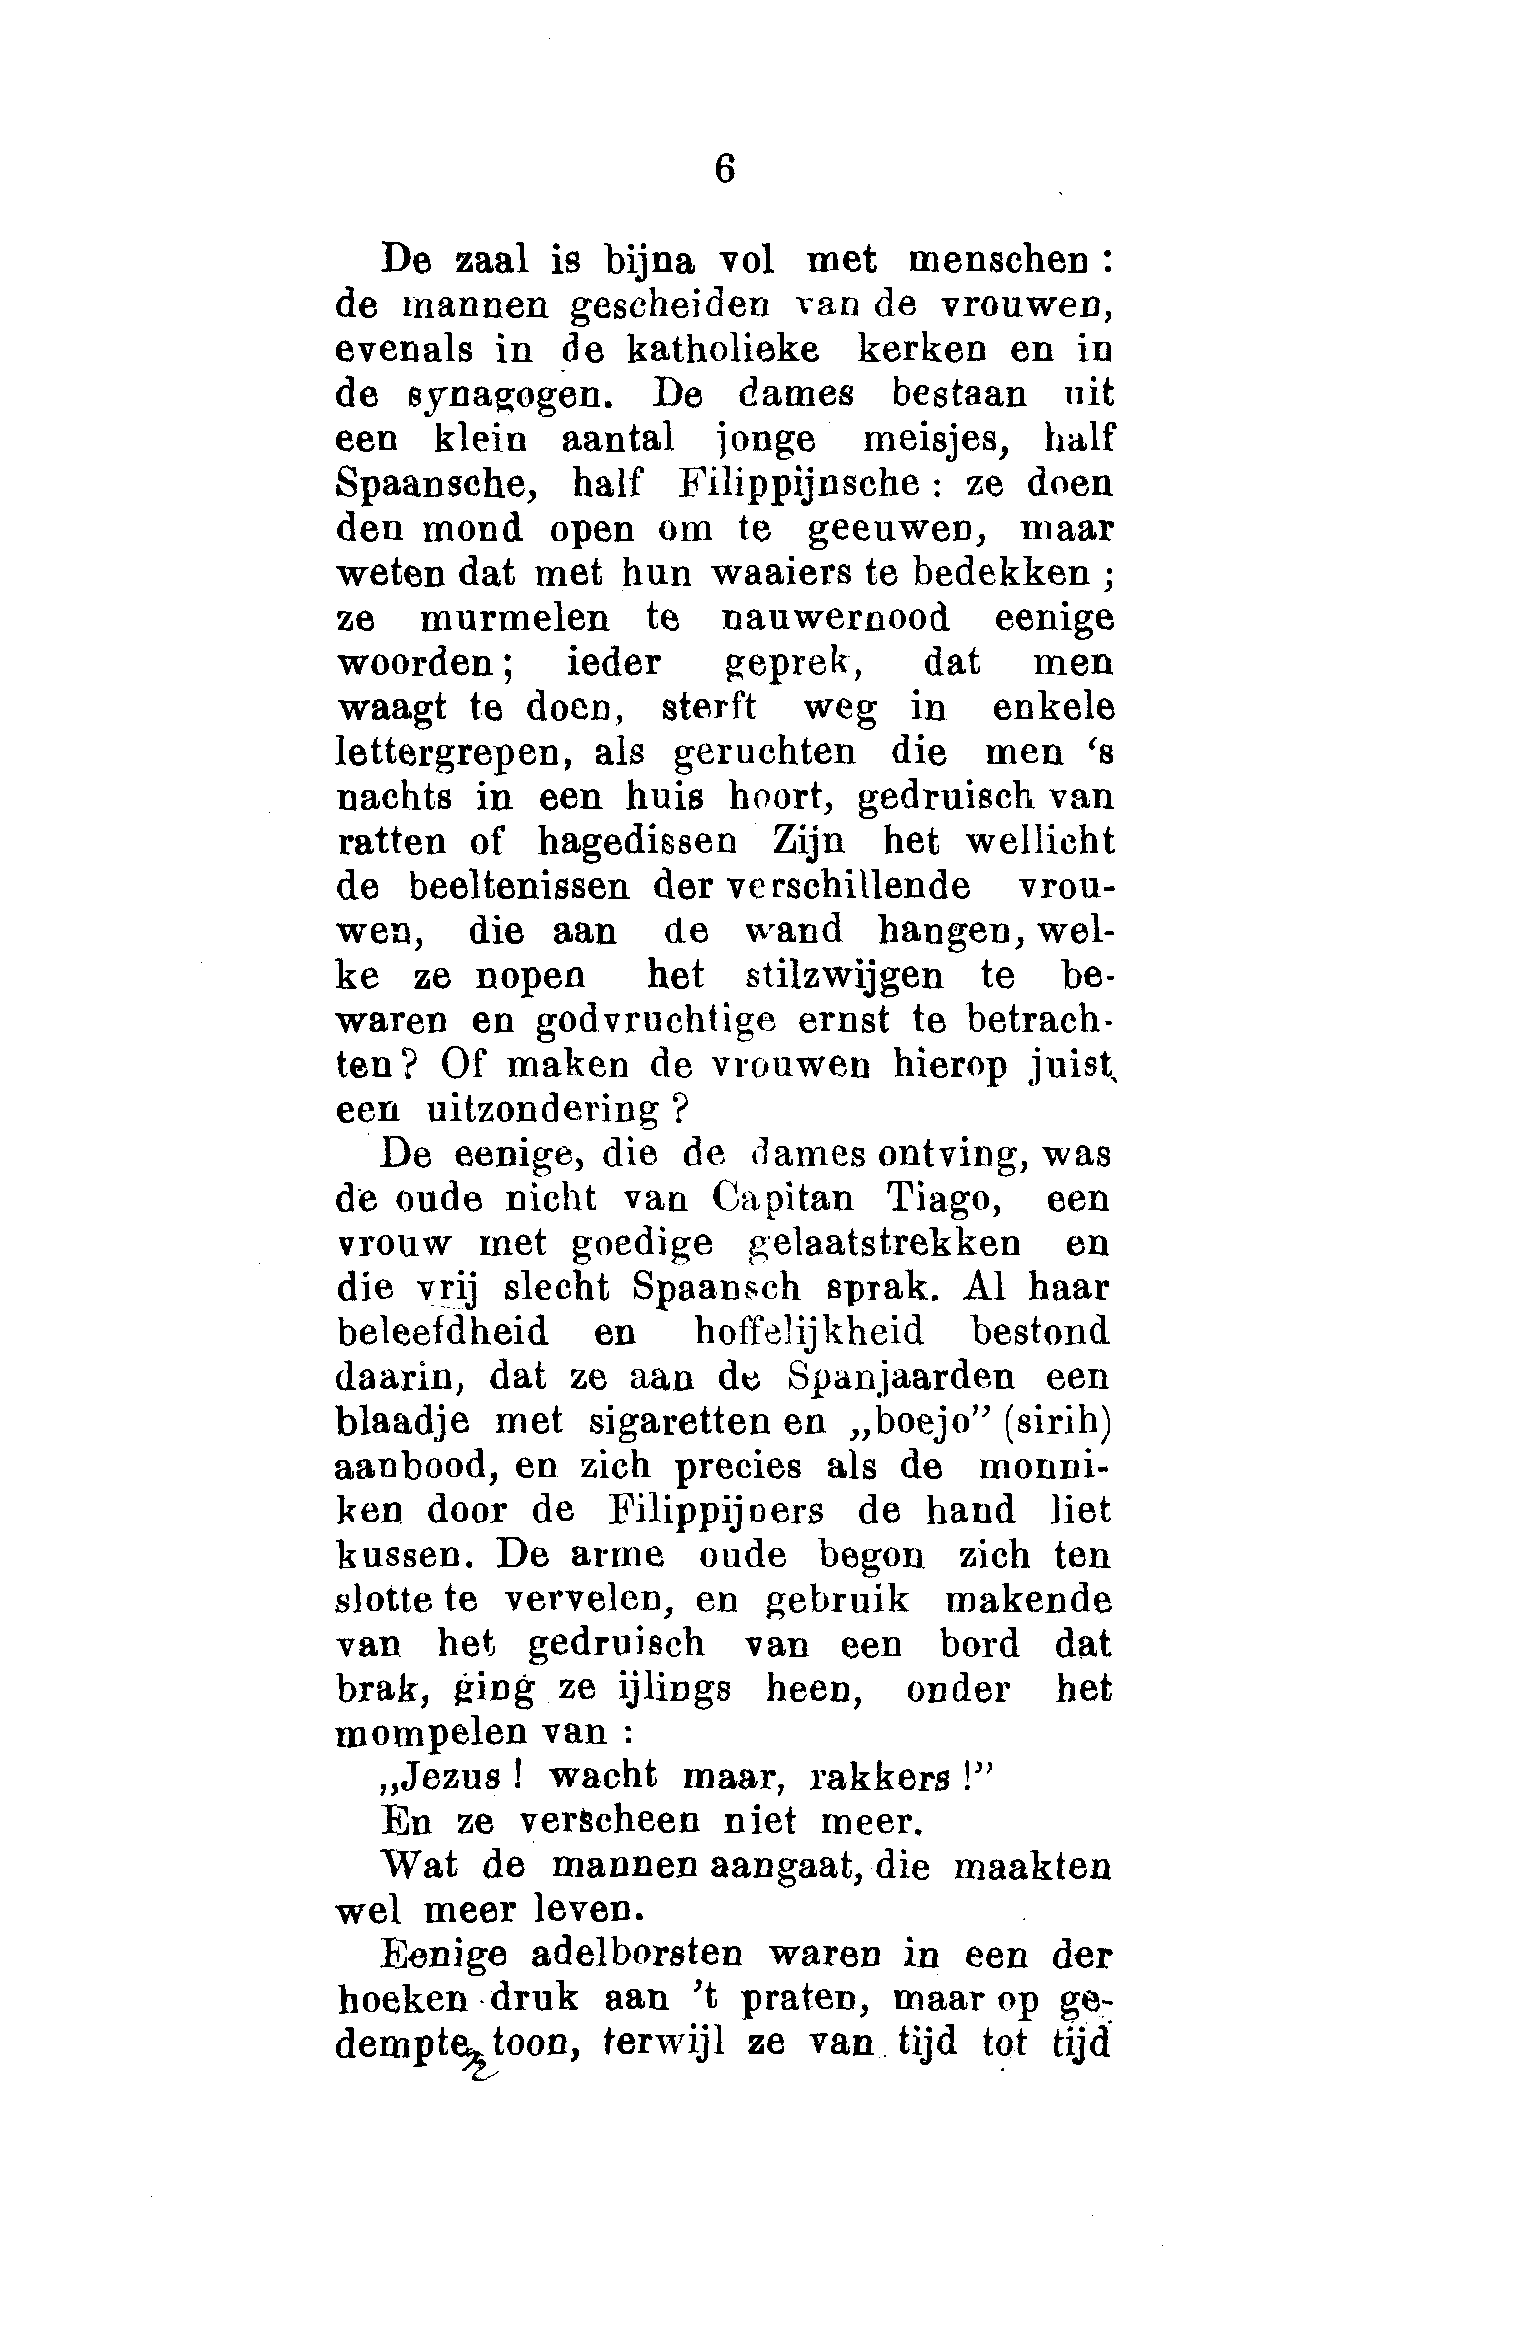 6
De zaal is bijna vol met menschen :
de mannen gescheiden van de vrouwen,
evenals in de katholieke kerken en in
de synagogen. De dames bestaan uit
een klein aantal jonge meisjes, half
Spaansche, half Filippijnsche : ze doen
den mond open om te geeuwen, maar
weten dat met hun waaiers te bedekken ;
ze murmelen te nauwernood eenige
woorden ; ieder geprek, dat men
waagt te doen, sterft weg in enkele
lettergrepen, als geruchten die men ‘s
nachts in een huis hoort, gedruisch van
ratten of hagedissen Zijn het wellicht
de beeltenissen der verschillende vrou-
wen, die aan de wand hangen, wel-
ke ze nopen het stilzwijgen te be-
waren en godvruchtige ernst te betrach-
ten? Of maken de vrouwen hierop juist
een uitzondering ?
De eenige, die de dames ontving, was
de oude nicht van Capitan Tiago, een
vrouw met goedige gelaatstrekken en
die vrij slecht Spaansch sprak. Al haar
beleefdheid en hoffelijkheid bestond
daarin, dat ze aan de Spanjaarden een
blaadje met sigaretten en „boejo” (sirih)
aanbood, en zich precies als de monni-
ken door de Filippijners de hand liet
kussen. De arme oude begon zich ten
slotte te vervelen, en gebruik makende
van het gedruisch van een bord dat
brak, ging ze ijlings heen, onder het
mompelen van :
„Jezus ! wacht maar, rakkers !”
En ze verscheen niet meer.
Wat de mannen aangaat, die maakten
wel meer leven.
Eenige adelborsten waren in een der
hoeken druk aan ’t praten, maar op ge-
dempte toon, terwijl ze van tijd tot tijd